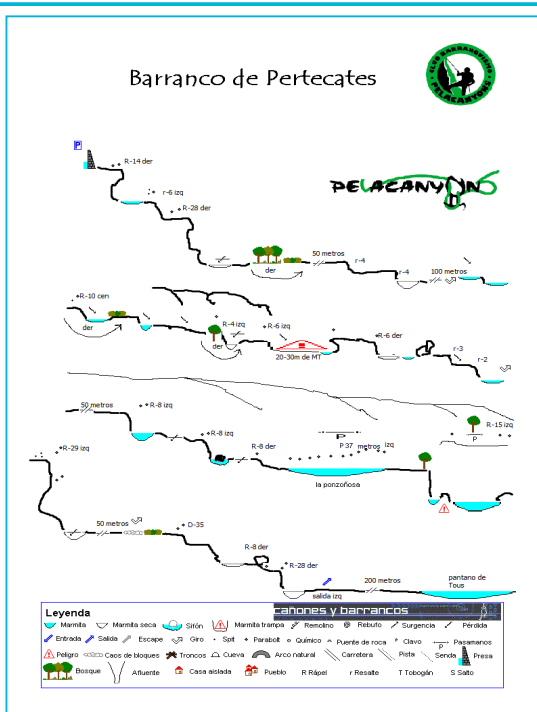 Barranco de Pertecates
CLUB BARRANQUISME
PELACANYONS
P
R-14 der
PELACANYONS
r-6 izq
R-28 der
50 metros
r-4
der
r-4
100 metros
R-10 cen
der
R-4 izq
R-6 izq
R-6 der
der
20-30m de MT
r-3
r-2
50 metros
R-8 izq
R-8 izq
R-8 der
P
P37 metros izq
R-15 izq
P
R-29 izq
la ponzoñosa
50 metros
D-35
R-8 der
R-28 der
salida izq
200 metros
pantano de
Tous
Leyenda
cañones y barrancos
Marmita Marmita seca Sifón Marmita trampa Remolino Rebufo Surgencia Pérdida
Entrada Salida Escape Giro Spit Parabolt Químico Puente de roca Clavo P Pasamanos
Peligro Caos de bloques Troncos Cueva Arco natural Carretera Pista Senda Presa
Bosque Afluente Casa aislada Pueblo R Rápel r Resalte T Tobogán S Salto